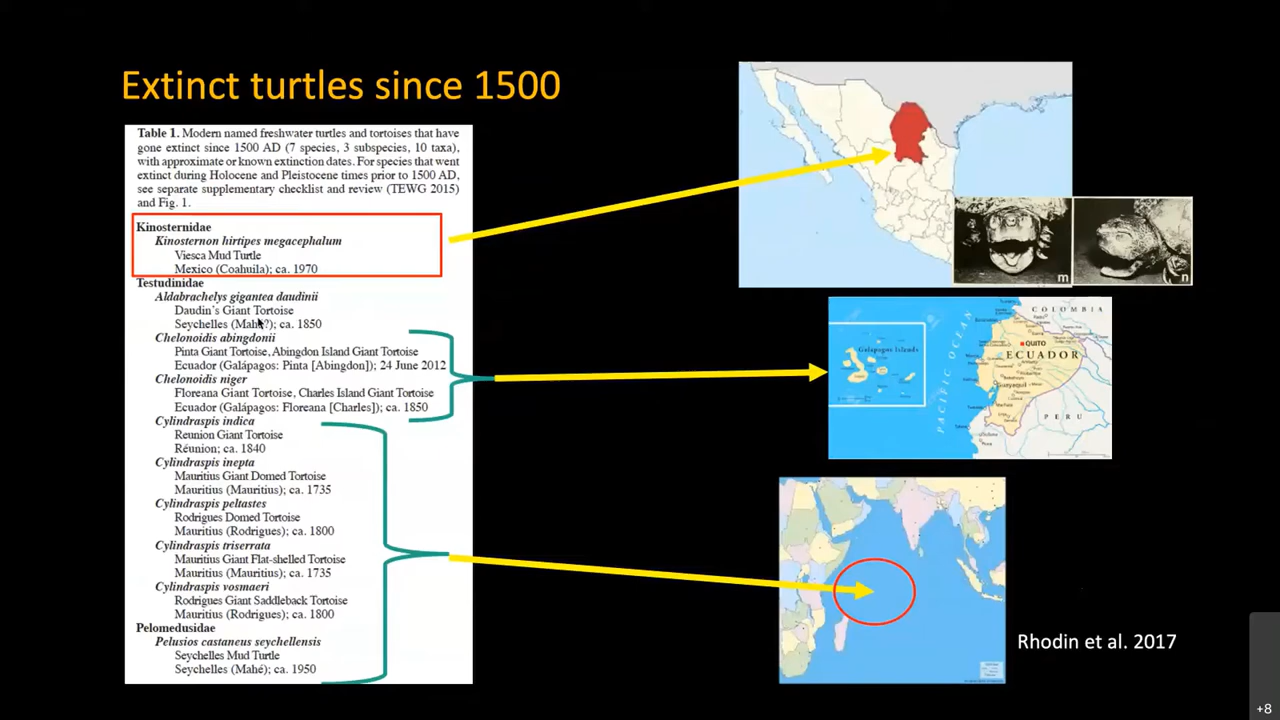 Extinct turtles since 1500
Table 1. Modern named freshwater turtles and tortoises that have
gone extinct since 1500 AD (7 species, 3 subspecies, 10 taxa),
with approximate or known extinction dates. For species that went
extinct during Holocene and Pleistocene times prior to 1500 AD,
see separate supplementary checklist and review (TEWG 2015)
and Fig. 1.
Kinosternidae
Kinosternon hirtipes megacephalum
Viesca Mud Turtle
Mexico (Coahuila); ca. 1970
Testudinidae
Aldabrachelys gigantea daudinii
Daudin's Giant Tortoise
Seychelles (Mahé?); ca. 1850
Chelonoidis abingdonii
Pinta Giant Tortoise, Abingdon Island Giant Tortoise
Ecuador (Galápagos: Pinta [Abingdon]); 24 June 2012
Chelonoidis niger
Floreana Giant Tortoise, Charles Island Giant Tortoise
Ecuador (Galápagos: Floreana [Charles]); ca. 1850
Cylindraspis indica
Reunion Giant Tortoise
Réunion; ca. 1840
Cylindraspis inepta
Mauritius Giant Domed Tortoise
Mauritius (Mauritius); ca. 1735
Cylindraspis peltastes
Rodrigues Domed Tortoise
Mauritius (Rodrigues); ca. 1800
Cylindraspis triserrata
Mauritius Giant Flat-shelled Tortoise
Mauritius (Mauritius); ca. 1735
Cylindraspis vosmaeri
Rodrigues Giant Saddleback Tortoise
Mauritius (Rodrigues); ca. 1800
Pelomedusidae
Pelusios castaneus seychellensis
Seychelles Mud Turtle
Seychelles (Mahé); ca. 1950
m
n
COLOMBIA
Galapagos Islands
PACIFIC OCEAN
QUITO
ECUADOR
Guayaquil
PERU
Rhodin et al. 2017
+8